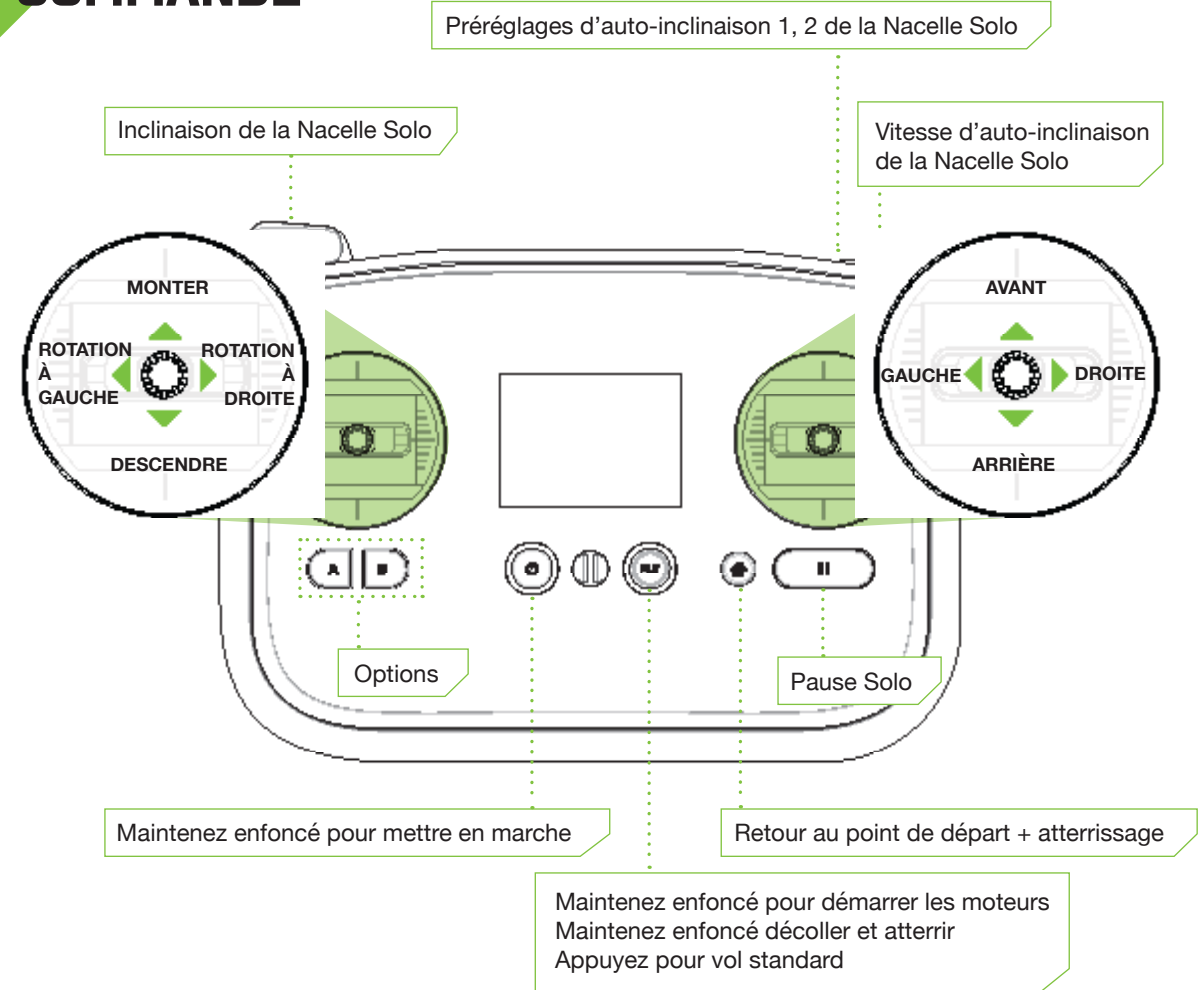 COMMANDE
Préréglages d'auto-inclinaison 1, 2 de la Nacelle Solo
Inclinaison de la Nacelle Solo
Vitesse d'auto-inclinaison
de la Nacelle Solo
MONTER
ROTATION
À
GAUCHE
ROTATION
À
DROITE
DESCENDRE
AVANT
GAUCHE
DROITE
ARRIÈRE
A
B
FLY
Options
Pause Solo
Maintenez enfoncé pour mettre en marche
Retour au point de départ + atterrissage
Maintenez enfoncé pour démarrer les moteurs
Maintenez enfoncé décoller et atterrir
Appuyez pour vol standard